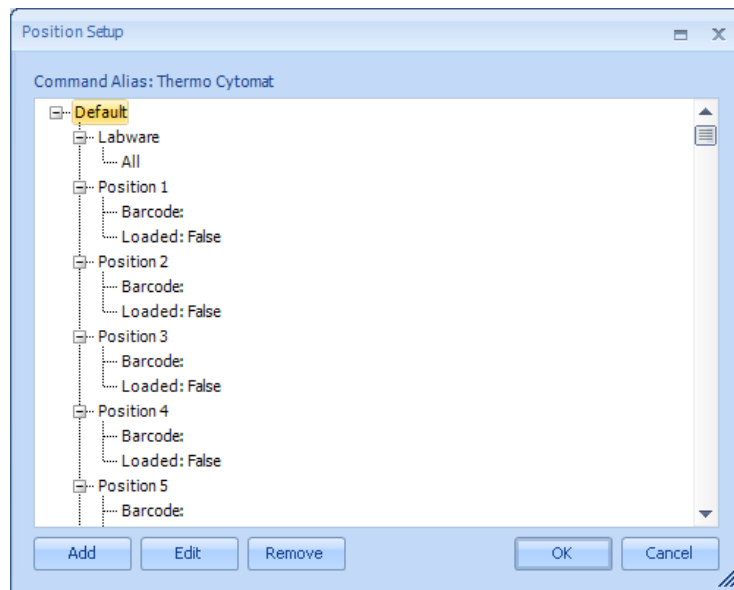 Position Setup
Command Alias: Thermo Cytomat
Default
Labware
All
Position 1
Barcode:
Loaded: False
Position 2
Barcode:
Loaded: False
Position 3
Barcode:
Loaded: False
Position 4
Barcode:
Loaded: False
Position 5
Barcode:
Add Edit Remove OK Cancel